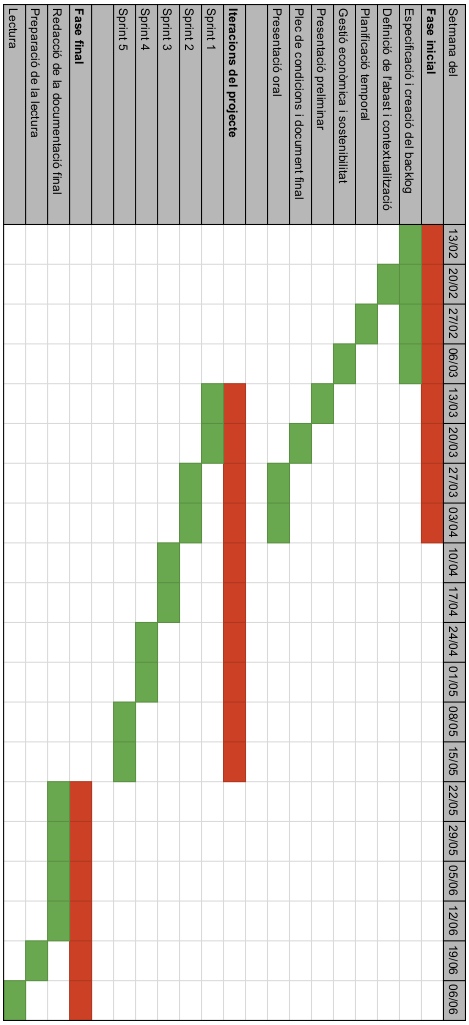 Setmana del 13/02 20/02 27/02 06/03 13/03 20/03 27/03 03/04 10/04 17/04 24/04 01/05 08/05 15/05 22/05 29/05 05/06 12/06 19/06 06/06
Fase inicial
Especificació i creació del backlog
Definició de l'abast i contextualització
Planificació temporal
Gestió econòmica i sostenibilitat
Presentació preliminar
Plec de condicions i document final
Presentació oral
Iteracions del projecte
Sprint 1
Sprint 2
Sprint 3
Sprint 4
Sprint 5
Fase final
Redacció de la documentació final
Preparació de la lectura
Lectura